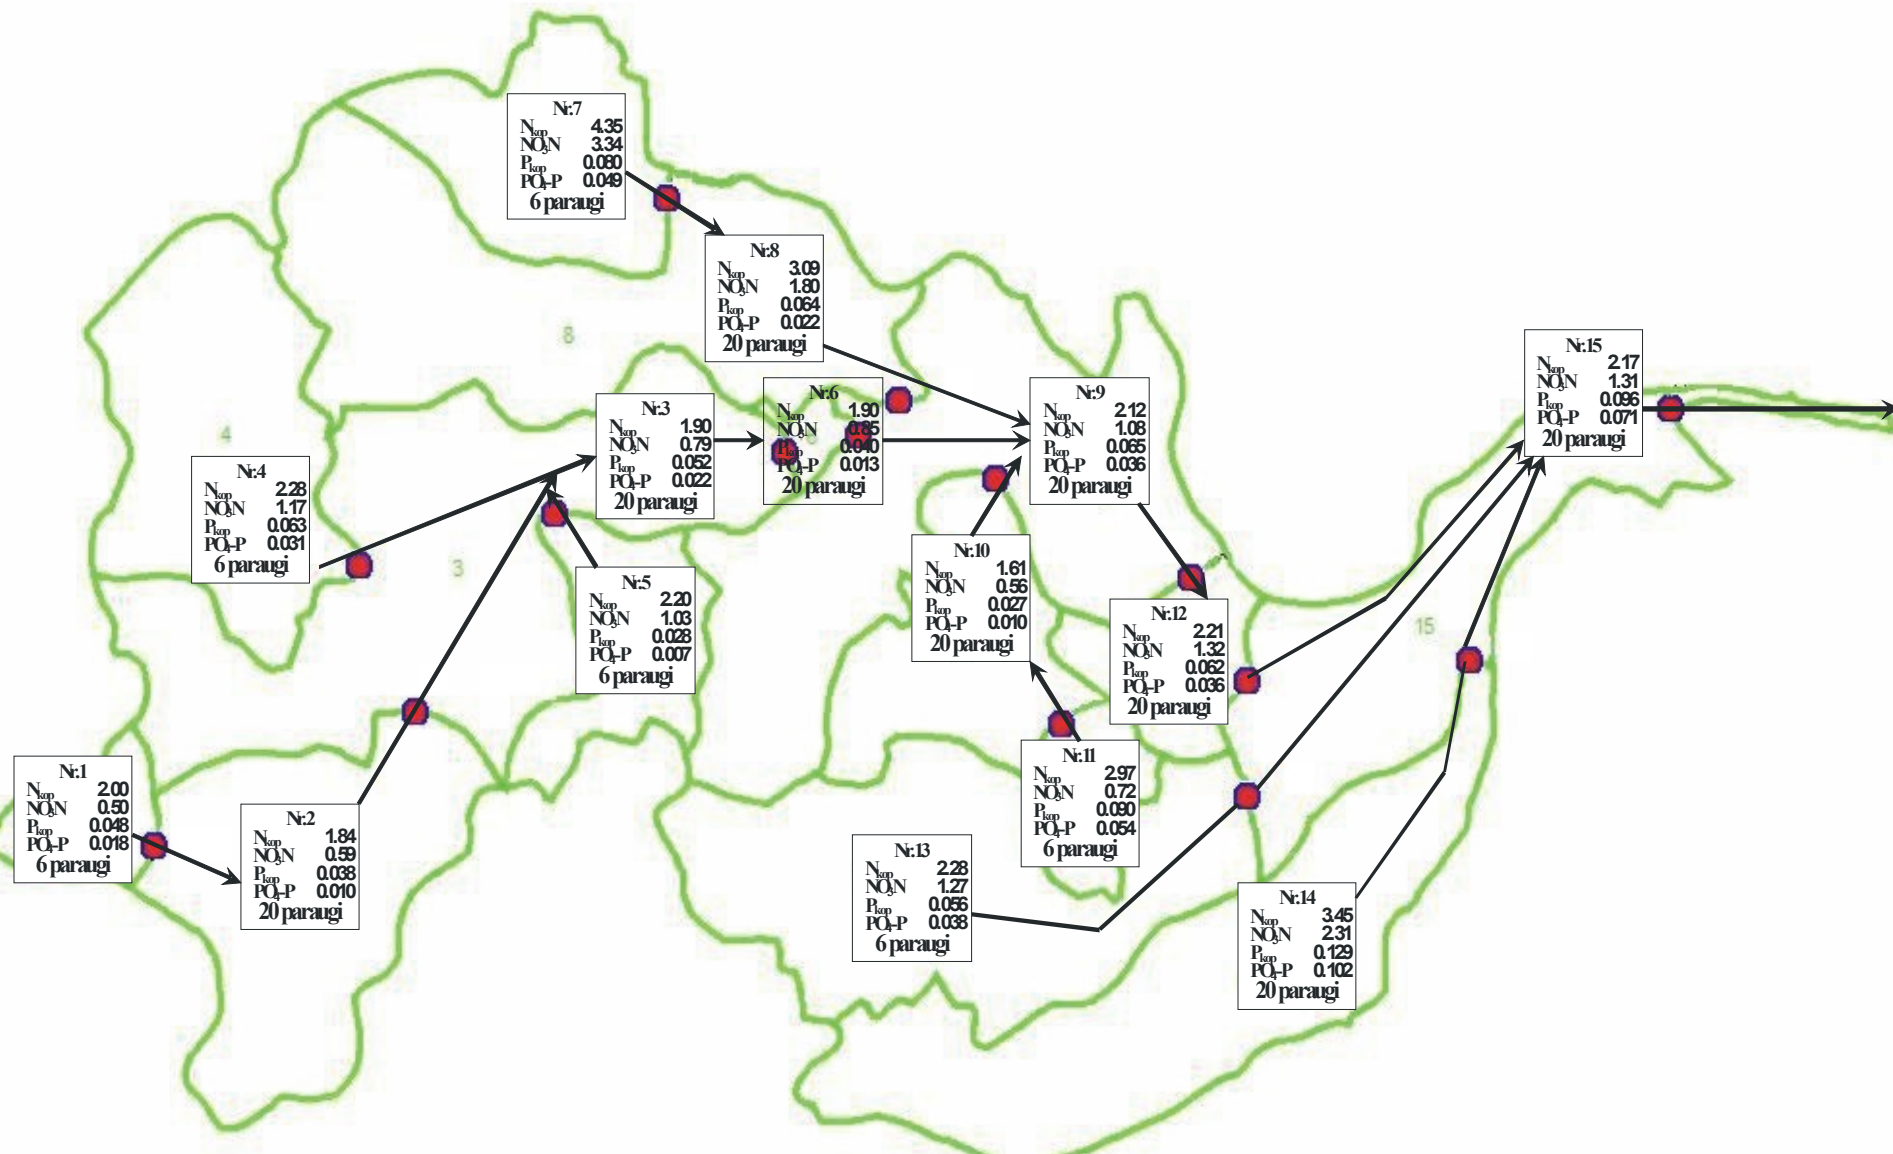 Nr.7
Nkop 4.35
NO3N 3.34
Pkop 0.080
PO4-P 0.049
6 paraugi
Nr.8
Nkop 3.09
NO3N 1.80
Pkop 0.064
PO4-P 0.022
20 paraugi
8
Nr.15
Nkop 2.17
NO3N 1.31
Pkop 0.096
PO4-P 0.071
20 paraugi
Nr.3
Nkop 1.90
NO3N 0.79
Pkop 0.052
PO4-P 0.022
20 paraugi
Nr.6
Nkop 1.90
NO3N 0.85
Pkop 0.040
PO4-P 0.013
20 paraugi
Nr.9
Nkop 2.12
NO3N 1.08
Pkop 0.065
PO4-P 0.036
20 paraugi
4
Nr.4
Nkop 2.28
NO3N 1.17
Pkop 0.063
PO4-P 0.031
6 paraugi
3
Nr.5
Nkop 2.20
NO3N 1.03
Pkop 0.028
PO4-P 0.007
6 paraugi
Nr.10
Nkop 1.61
NO3N 0.56
Pkop 0.027
PO4-P 0.010
20 paraugi
Nr.12
Nkop 2.21
NO3N 1.32
Pkop 0.062
PO4-P 0.036
20 paraugi
15
Nr.1
Nkop 2.00
NO3N 0.50
Pkop 0.048
PO4-P 0.018
6 paraugi
Nr.2
Nkop 1.84
NO3N 0.59
Pkop 0.038
PO4-P 0.010
20 paraugi
Nr.11
Nkop 2.97
NO3N 0.72
Pkop 0.090
PO4-P 0.054
6 paraugi
Nr.13
Nkop 2.28
NO3N 1.27
Pkop 0.056
PO4-P 0.038
6 paraugi
Nr.14
Nkop 3.45
NO3N 2.31
Pkop 0.129
PO4-P 0.102
20 paraugi